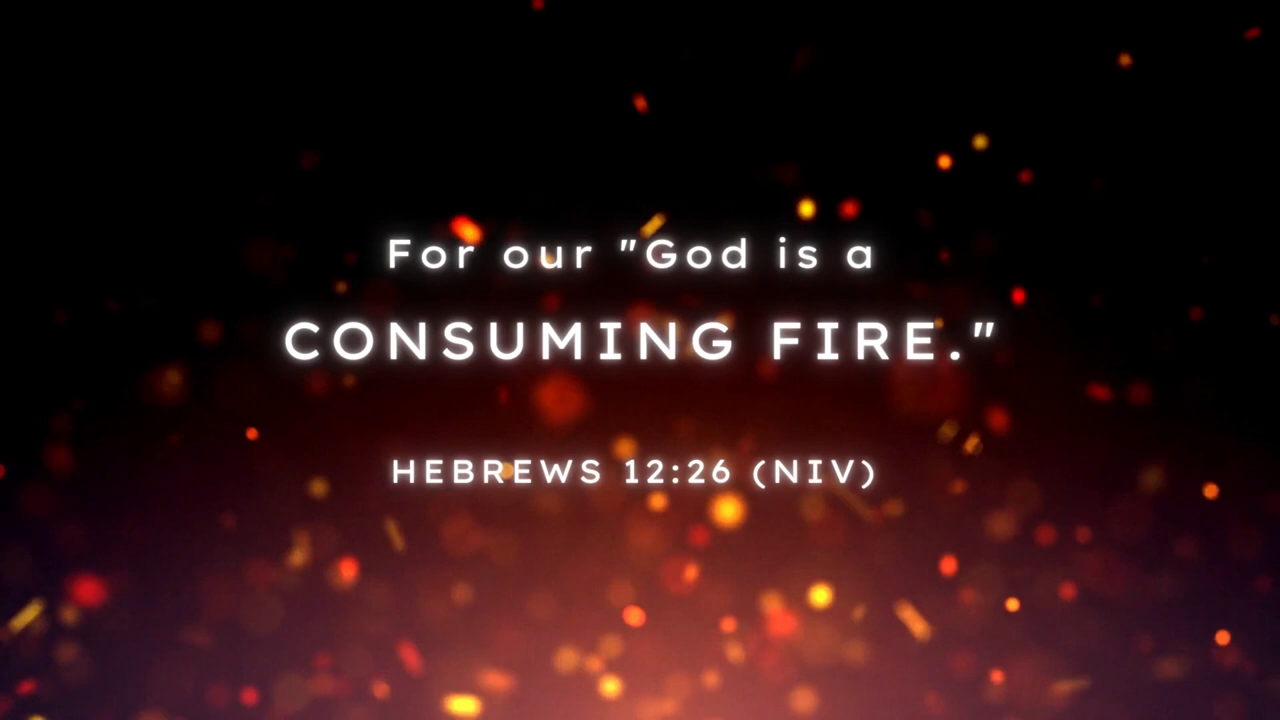 For our "God is a
CONSUMING FIRE."
HEBREWS 12:26 (NIV)